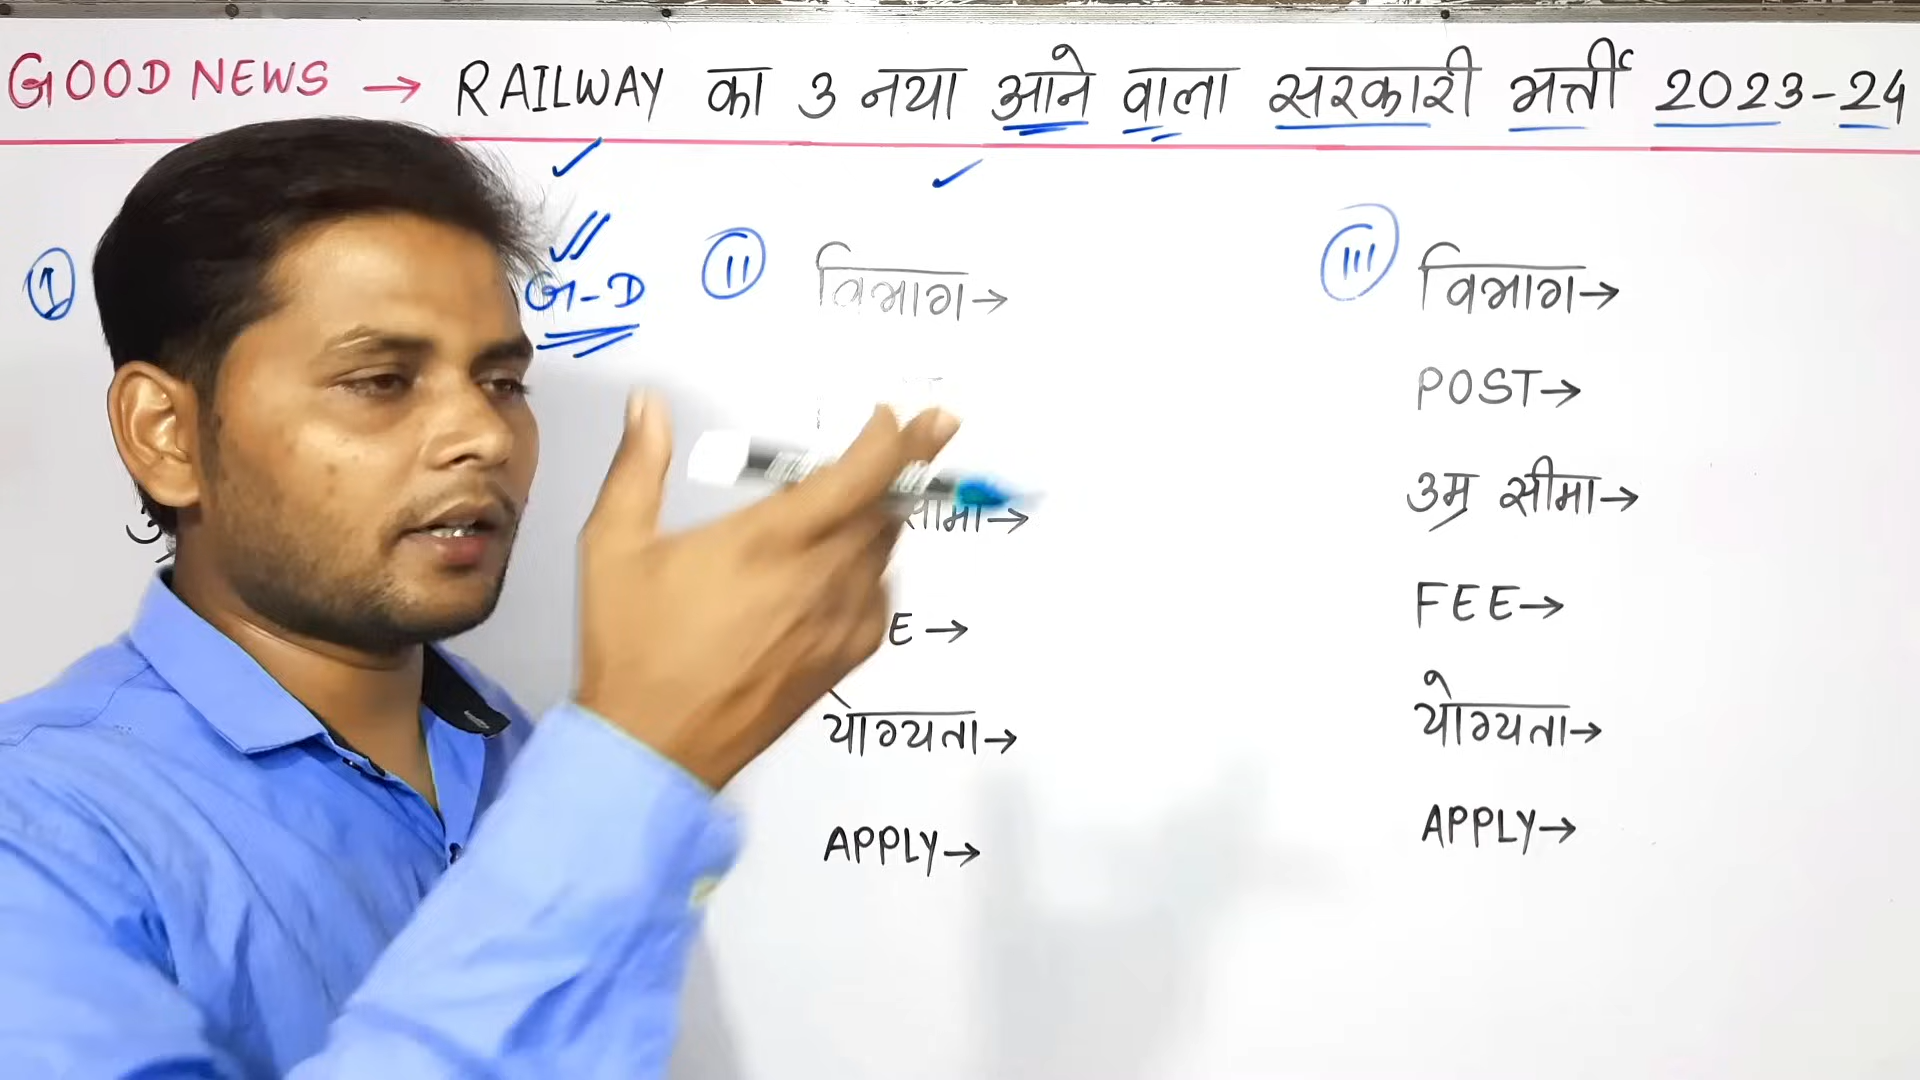 GOOD NEWS → RAILWAY का 3 नया आने वाला सरकारी भर्ती 2023-24
I
G-D
II
विभाग→
→
E→
योग्यता→
APPLY→
III
विभाग→
POST→
उम्र सीमा→
FEE→
योग्यता→
APPLY→